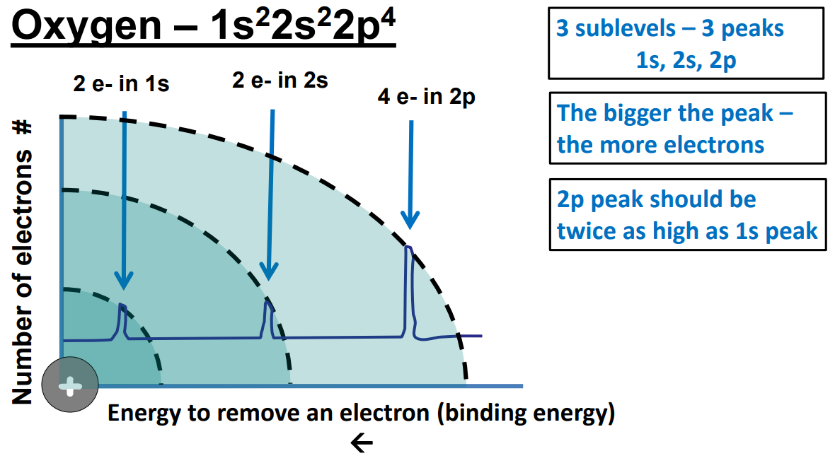 Oxygen – 1s²2s²2p⁴
3 sublevels – 3 peaks
1s, 2s, 2p
2 e- in 1s
2 e- in 2s
4 e- in 2p
The bigger the peak –
the more electrons
2p peak should be
twice as high as 1s peak
Number of electrons #
+
Energy to remove an electron (binding energy)
←